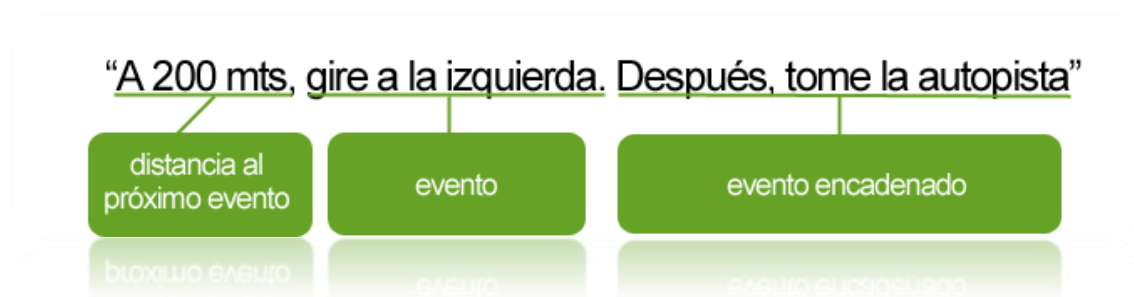 “A 200 mts, gire a la izquierda. Después, tome la autopista”
distancia al
próximo evento
evento
evento encadenado